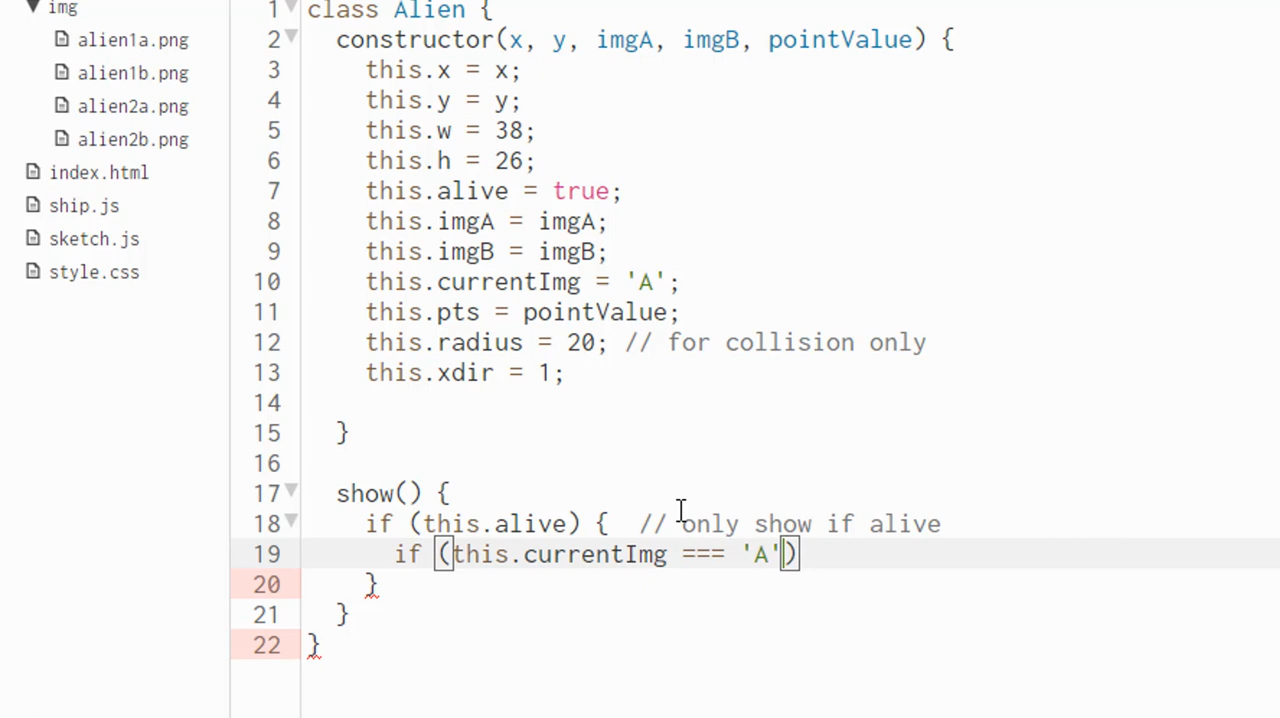 img
alien1a.png
alien1b.png
alien2a.png
alien2b.png
index.html
ship.js
sketch.js
style.css
1 class Alien {
2 constructor(x, y, imgA, imgB, pointValue) {
3 this.x = x;
4 this.y = y;
5 this.w = 38;
6 this.h = 26;
7 this.alive = true;
8 this.imgA = imgA;
9 this.imgB = imgB;
10 this.currentImg = 'A';
11 this.pts = pointValue;
12 this.radius = 20; // for collision only
13 this.xdir = 1;
14
15 }
16
17 show() {
18 if (this.alive) { // only show if alive
19 if (this.currentImg === 'A')
20 }
21 }
22 }